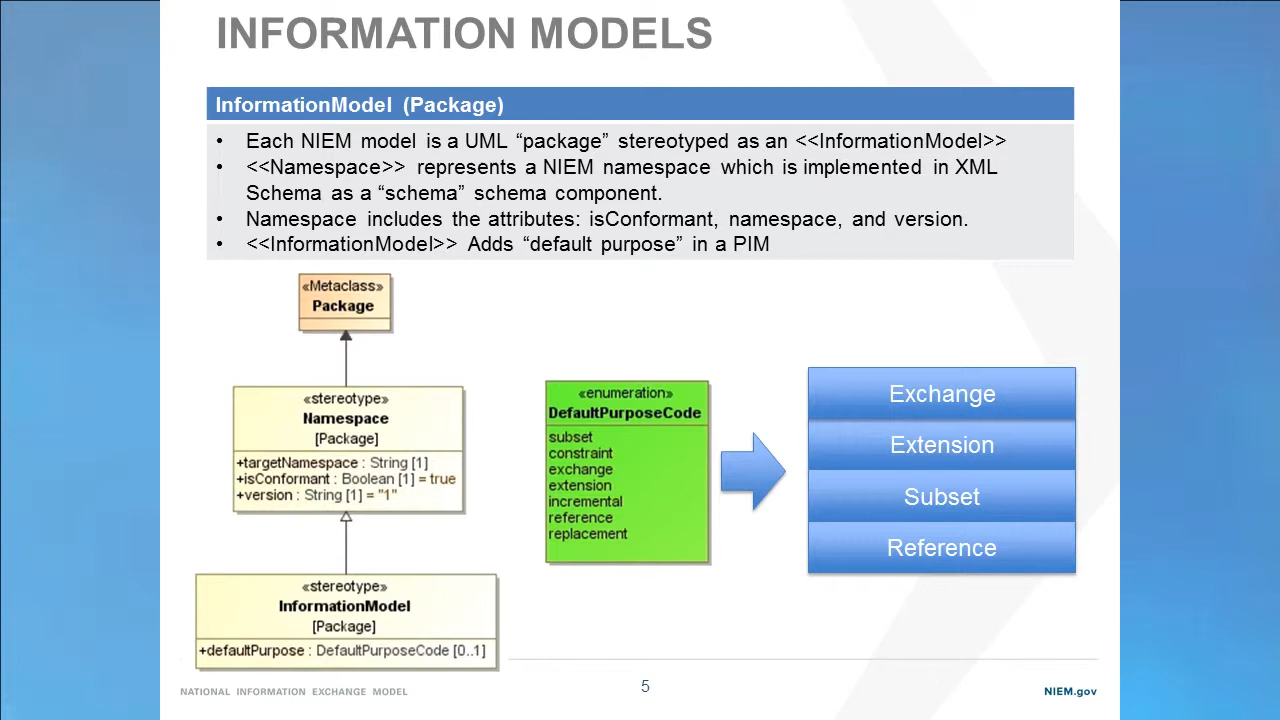 INFORMATION MODELS
InformationModel (Package)
• Each NIEM model is a UML “package” stereotyped as an <<InformationModel>>
• <<Namespace>> represents a NIEM namespace which is implemented in XML
Schema as a “schema” schema component.
• Namespace includes the attributes: isConformant, namespace, and version.
• <<InformationModel>> Adds “default purpose” in a PIM
«Metaclass»
Package
«stereotype»
Namespace
[Package]
+targetNamespace : String [1]
+isConformant : Boolean [1] = true
+version : String [1] = "1"
«stereotype»
InformationModel
[Package]
+defaultPurpose : DefaultPurposeCode [0..1]
«enumeration»
DefaultPurposeCode
subset
constraint
exchange
extension
incremental
reference
replacement
Exchange
Extension
Subset
Reference
NATIONAL INFORMATION EXCHANGE MODEL
5
NIEM.gov